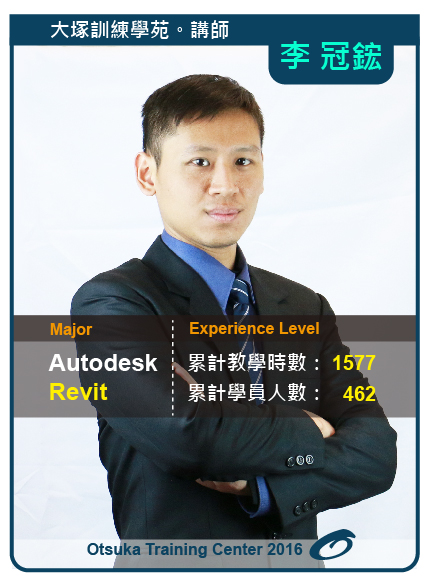 大塚訓練學苑。講師
李 冠鋐
Major
Experience Level
Autodesk
累計教學時數： 1577
Revit
累計學員人數： 462
Otsuka Training Center 2016